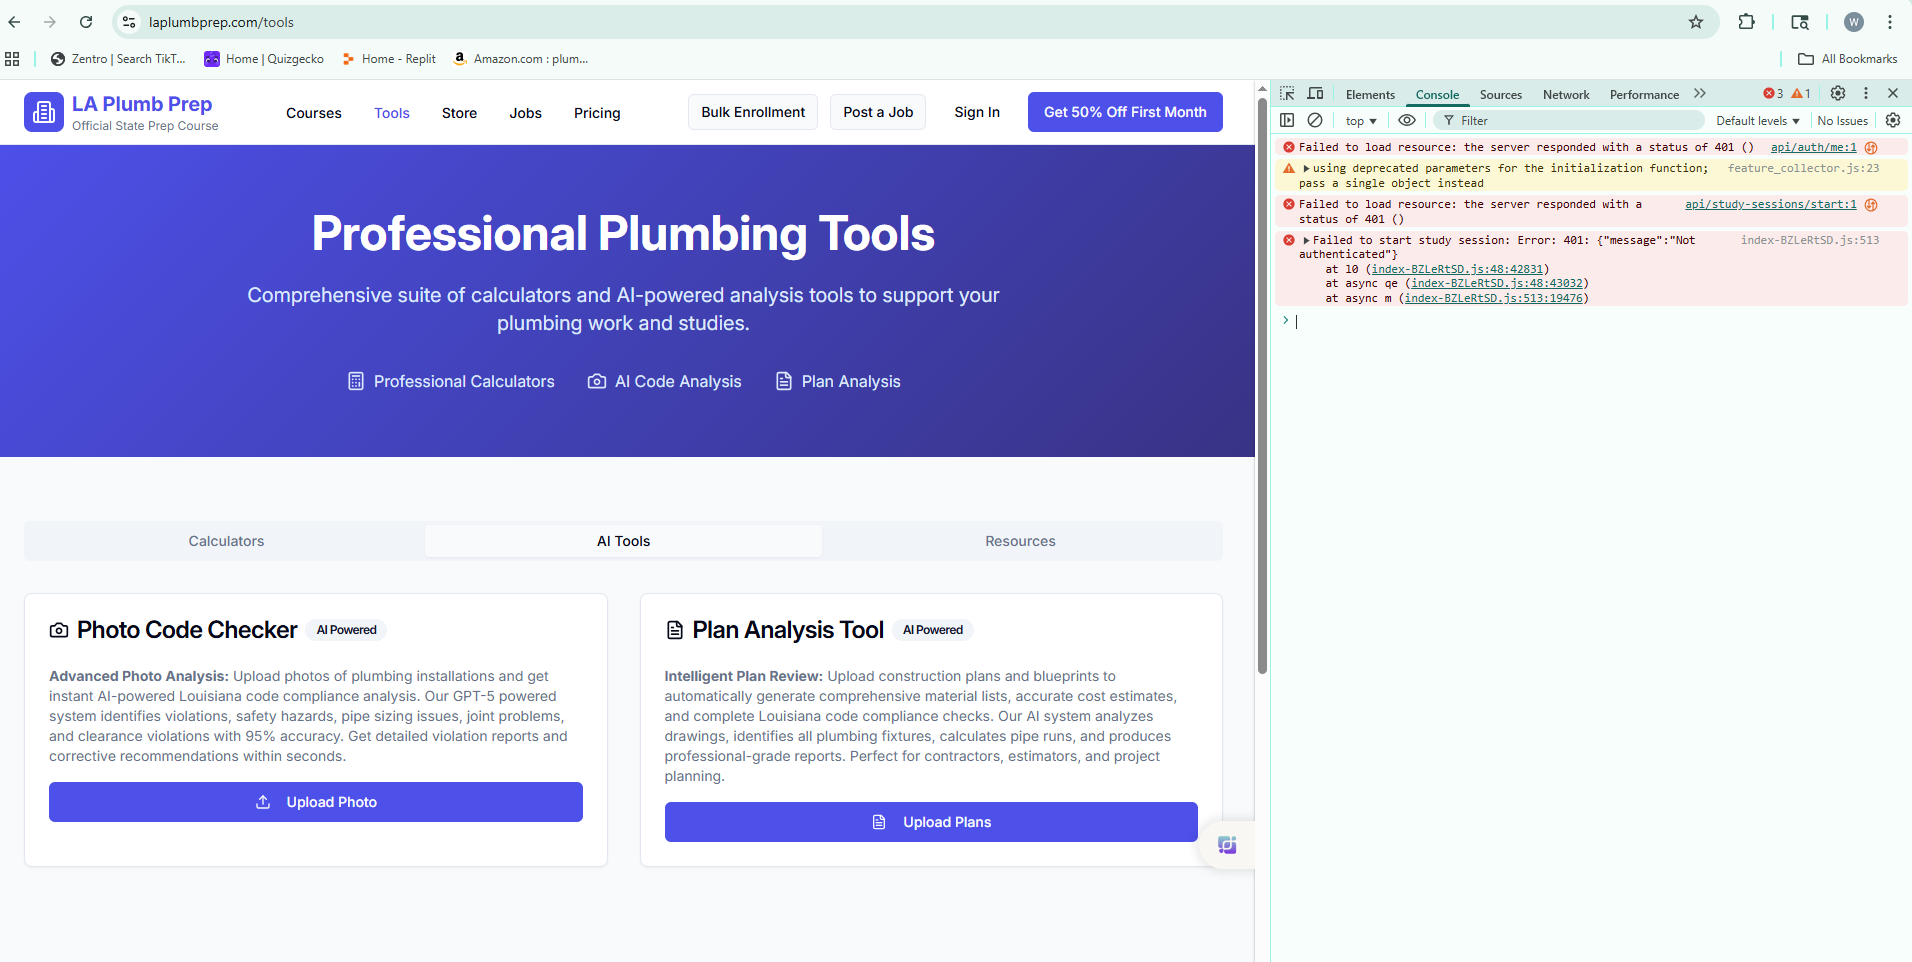 laplumbprep.com/tools
W
Zentro | Search TikT...
Home | Quizgecko
Home - Replit
Amazon.com : plum...
All Bookmarks
LA Plumb Prep
Official State Prep Course
Courses
Tools
Store
Jobs
Pricing
Bulk Enrollment
Post a Job
Sign In
Get 50% Off First Month
Professional Plumbing Tools
Comprehensive suite of calculators and AI-powered analysis tools to support your
plumbing work and studies.
Professional Calculators
AI Code Analysis
Plan Analysis
Calculators
AI Tools
Resources
Photo Code Checker
AI Powered
Advanced Photo Analysis: Upload photos of plumbing installations and get
instant AI-powered Louisiana code compliance analysis. Our GPT-5 powered
system identifies violations, safety hazards, pipe sizing issues, joint problems,
and clearance violations with 95% accuracy. Get detailed violation reports and
corrective recommendations within seconds.
Upload Photo
Plan Analysis Tool
AI Powered
Intelligent Plan Review: Upload construction plans and blueprints to
automatically generate comprehensive material lists, accurate cost estimates,
and complete Louisiana code compliance checks. Our AI system analyzes
drawings, identifies all plumbing fixtures, calculates pipe runs, and produces
professional-grade reports. Perfect for contractors, estimators, and project
planning.
Upload Plans
Elements
Console
Sources
Network
Performance
3
1
top
Filter
Default levels
No Issues
Failed to load resource: the server responded with a status of 401 () api/auth/me:1
using deprecated parameters for the initialization function; feature_collector.js:23
pass a single object instead
Failed to load resource: the server responded with a api/study-sessions/start:1
status of 401 ()
Failed to start study session: Error: 401: {"message":"Not index-BZLeRtSD.js:513
authenticated"}
at l0 (index-BZLeRtSD.js:48:42831)
at async qe (index-BZLeRtSD.js:48:43032)
at async m (index-BZLeRtSD.js:513:19476)